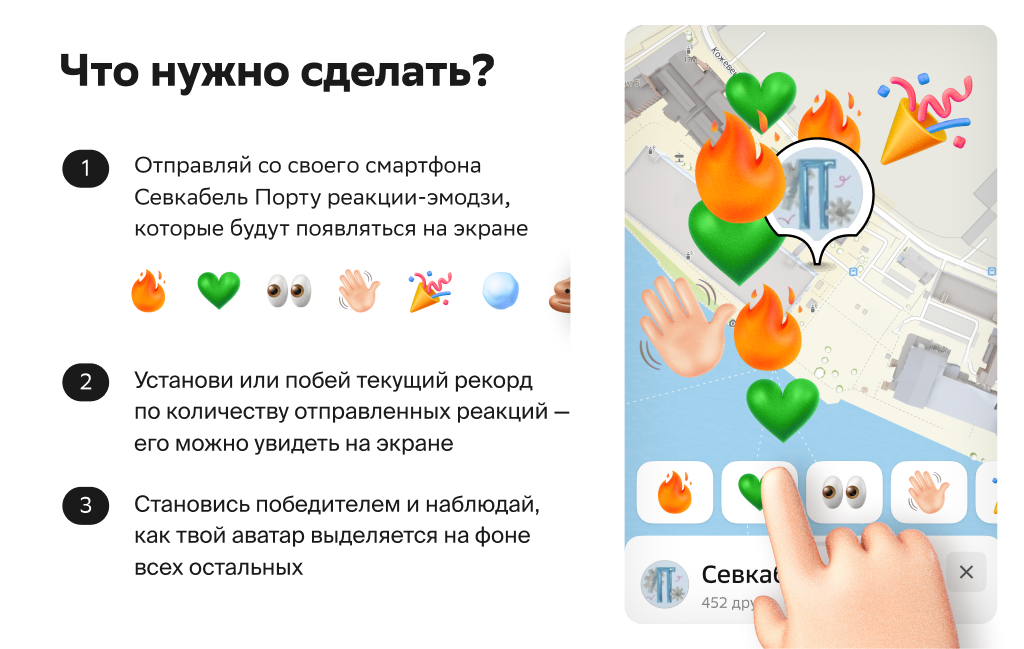 Что нужно сделать?
1
Отправляй со своего смартфона
Севкабель Порту реакции-эмодзи,
которые будут появляться на экране
2
Установи или побей текущий рекорд
по количеству отправленных реакций —
его можно увидеть на экране
3
Становись победителем и наблюдай,
как твой аватар выделяется на фоне
всех остальных
Кожеве
П
Севкаб
452 дру